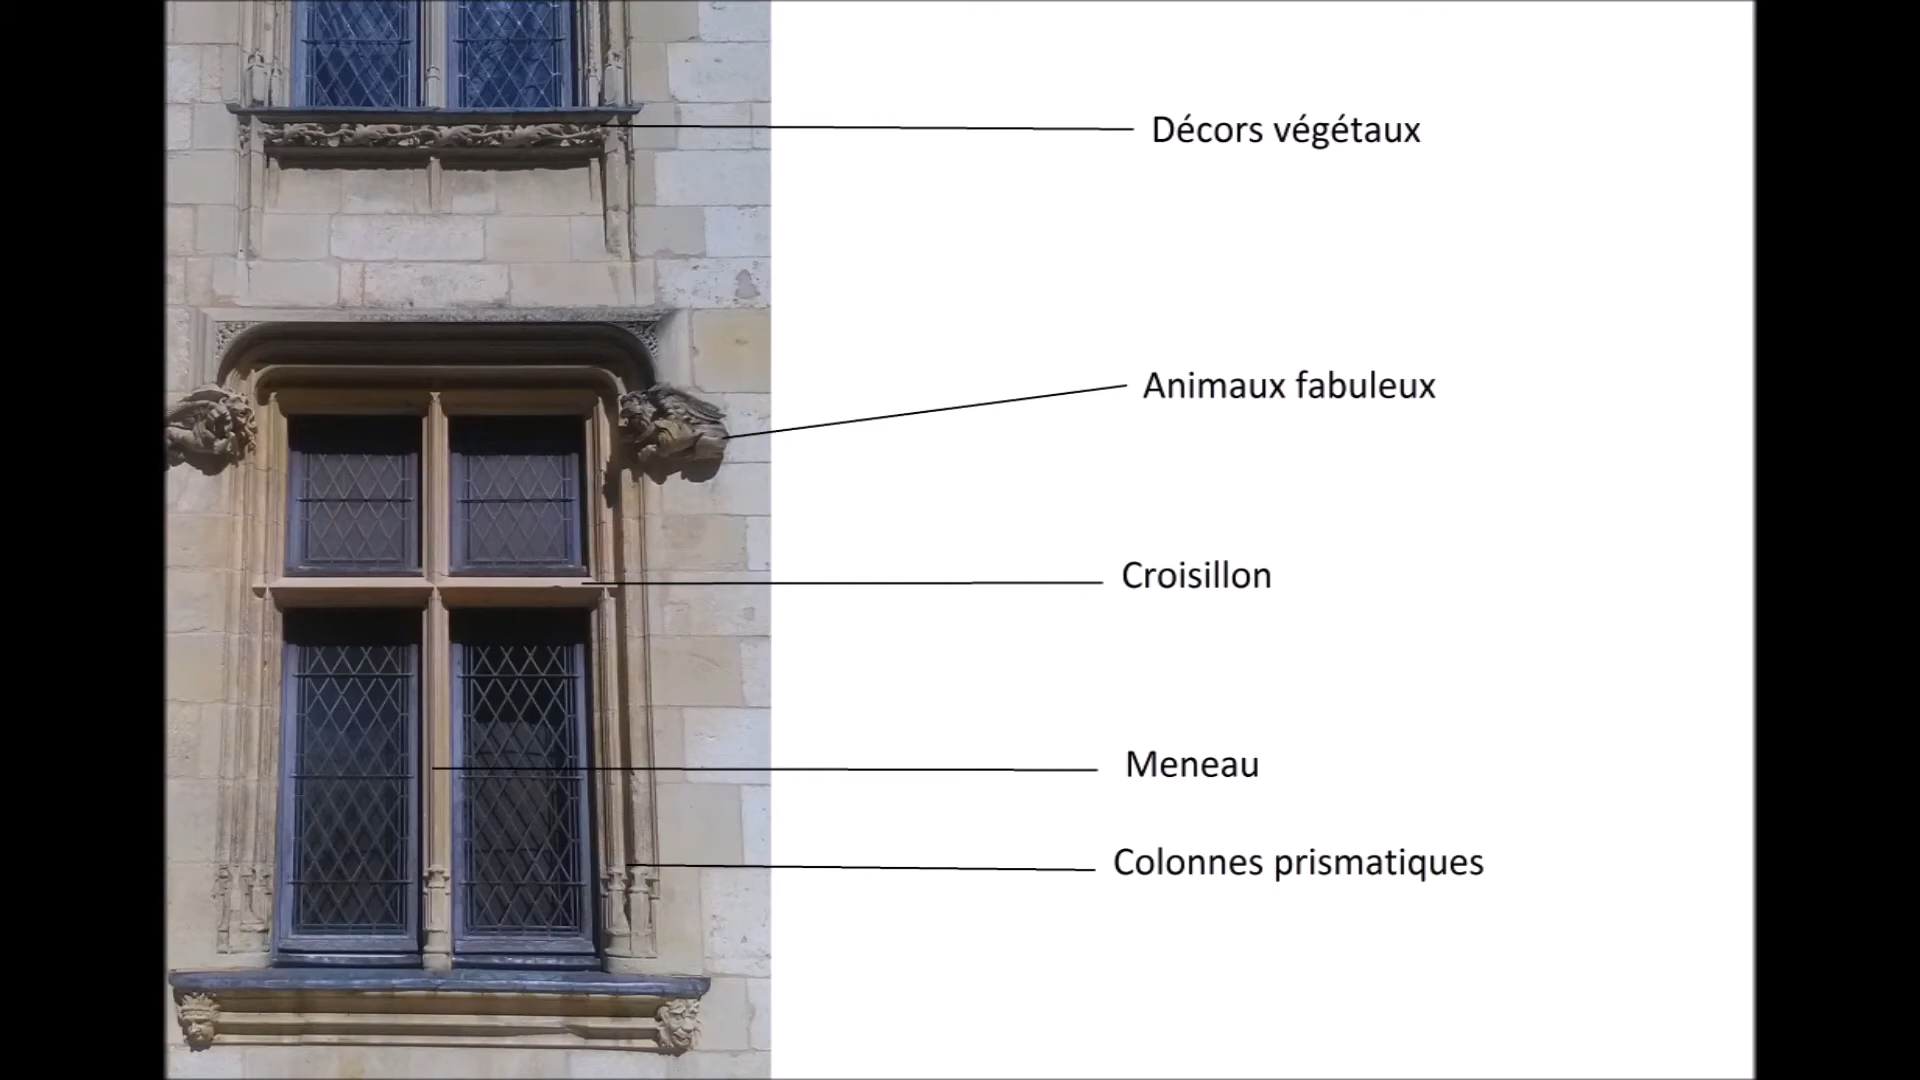 Décors végétaux
Animaux fabuleux
Croisillon
Meneau
Colonnes prismatiques